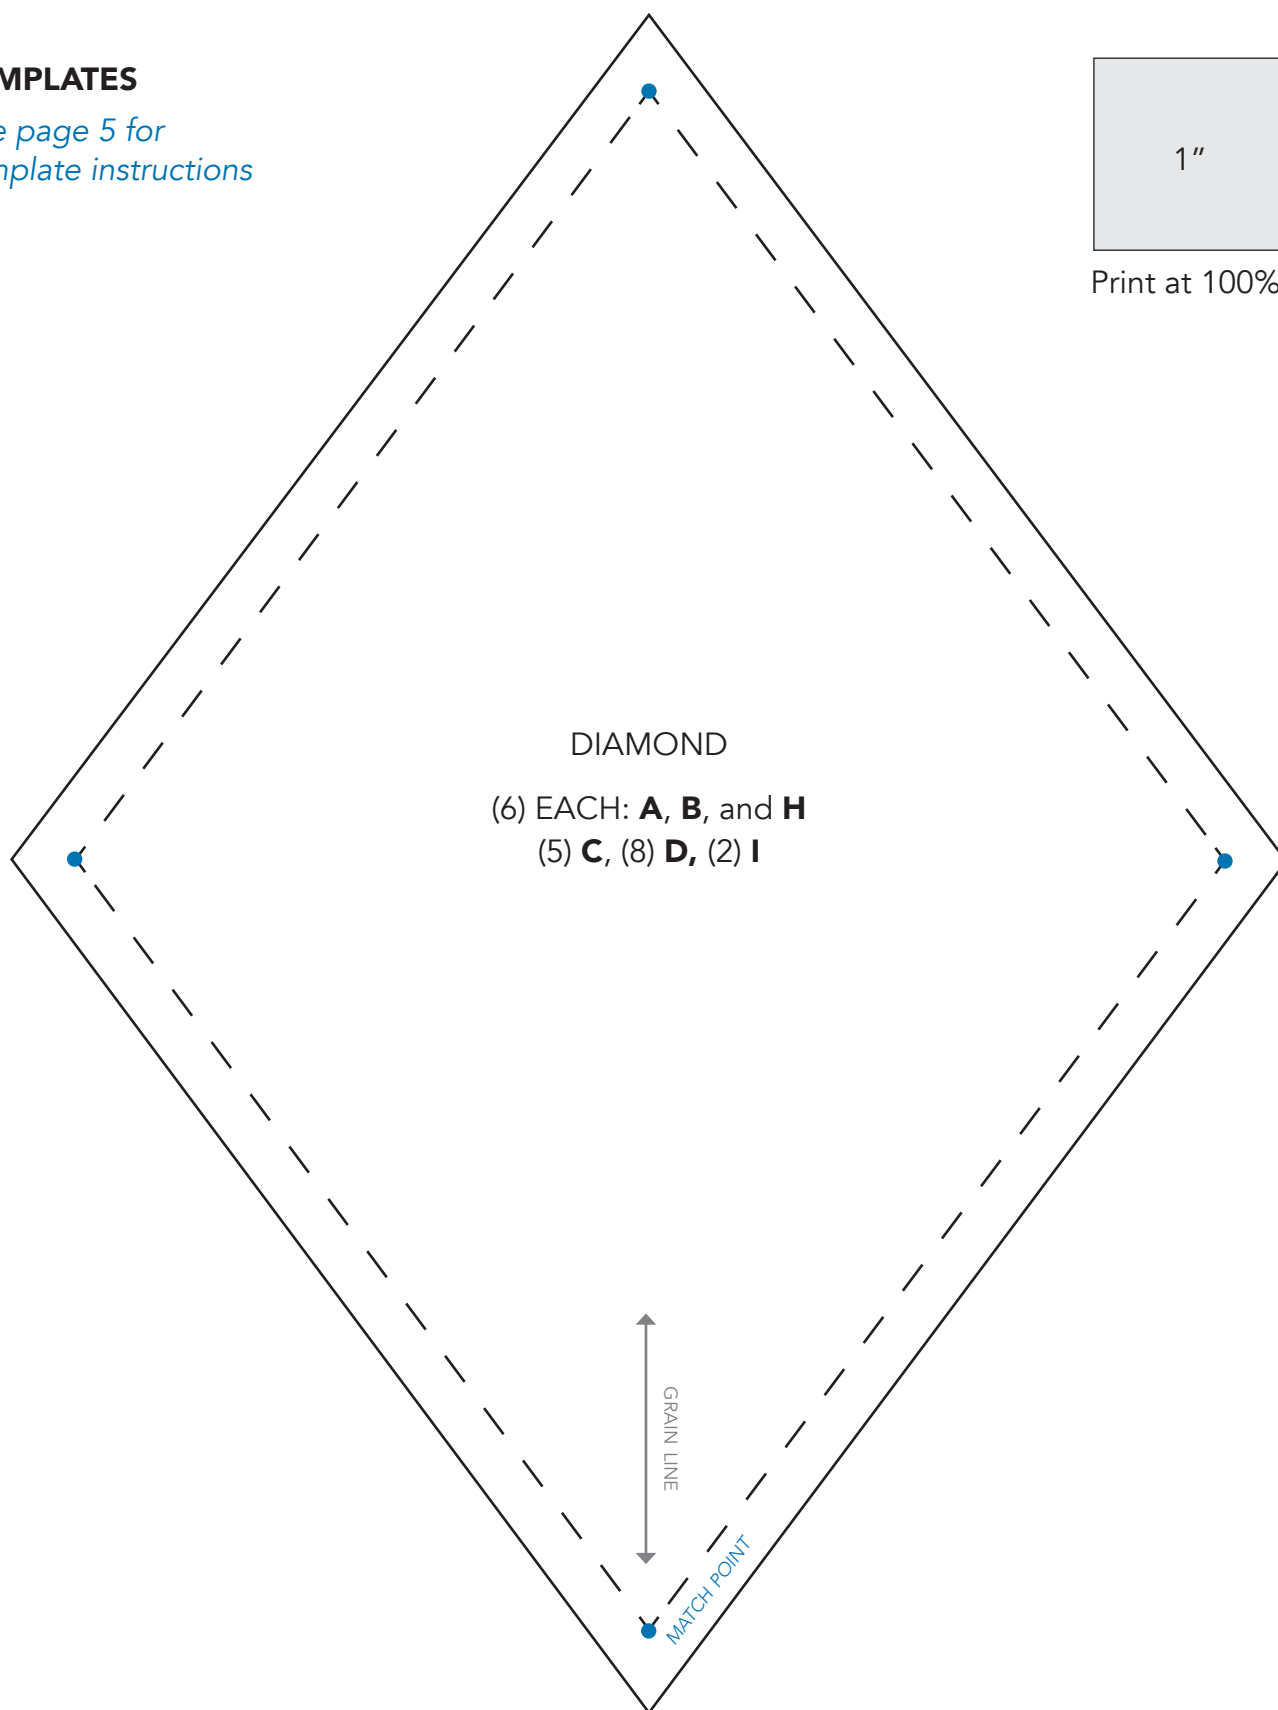 MPLATES
e page 5 for
mplate instructions
1"
Print at 100%
DIAMOND
(6) EACH: A, B, and H
(5) C, (8) D, (2) I
GRAIN LINE
MATCH POINT